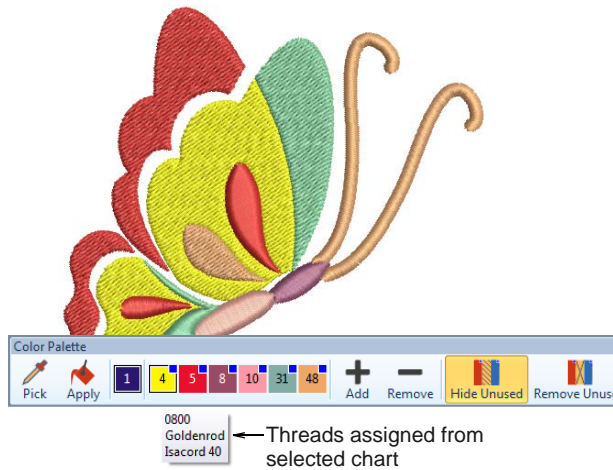 Color Palette
1 4 5 8 10 31 48
Pick Apply Add Remove Hide Unused Remove Unus
0800
Goldenrod
Isacord 40
Threads assigned from
selected chart